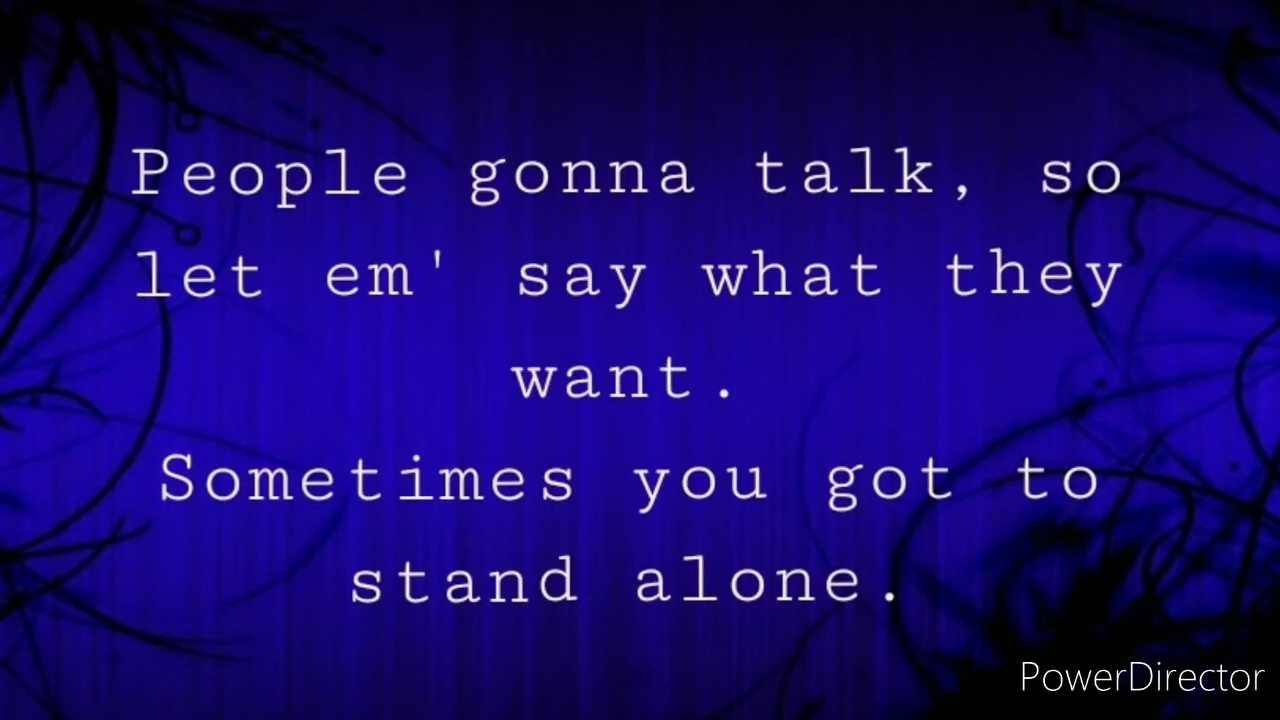 People gonna talk, so
let em' say what they
want.
Sometimes you got to
stand alone.
PowerDirector